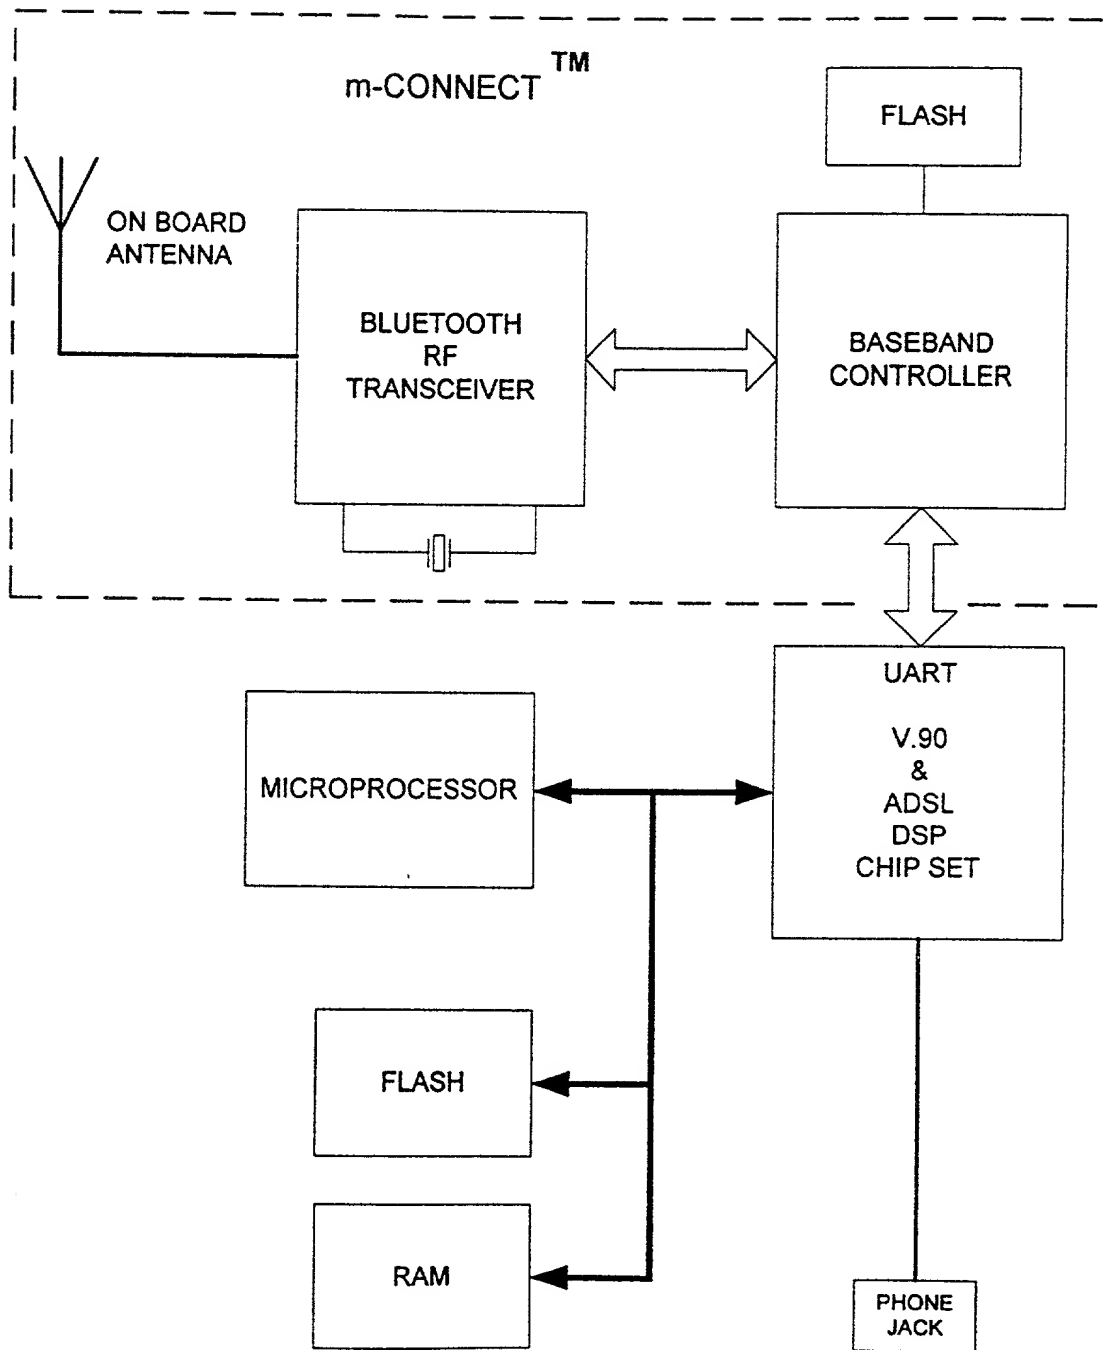 m-CONNECT TM
FLASH
ON BOARD
ANTENNA
BLUETOOTH
RF
TRANSCEIVER
BASEBAND
CONTROLLER
UART
V.90
&
ADSL
DSP
CHIP SET
MICROPROCESSOR
FLASH
RAM
PHONE
JACK